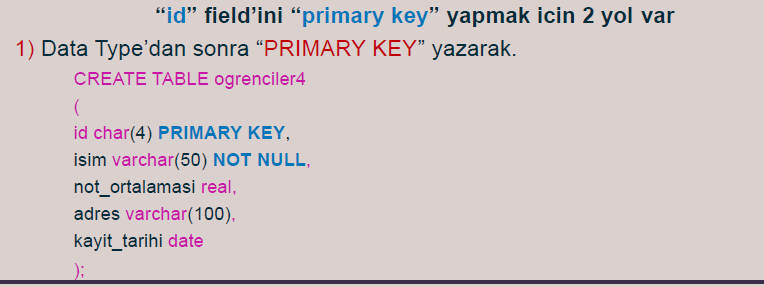 “id” field’ini “primary key” yapmak icin 2 yol var
1) Data Type’dan sonra “PRIMARY KEY” yazarak.
CREATE TABLE ogrenciler4
(
id char(4) PRIMARY KEY,
isim varchar(50) NOT NULL,
not_ortalamasi real,
adres varchar(100),
kayit_tarihi date
);